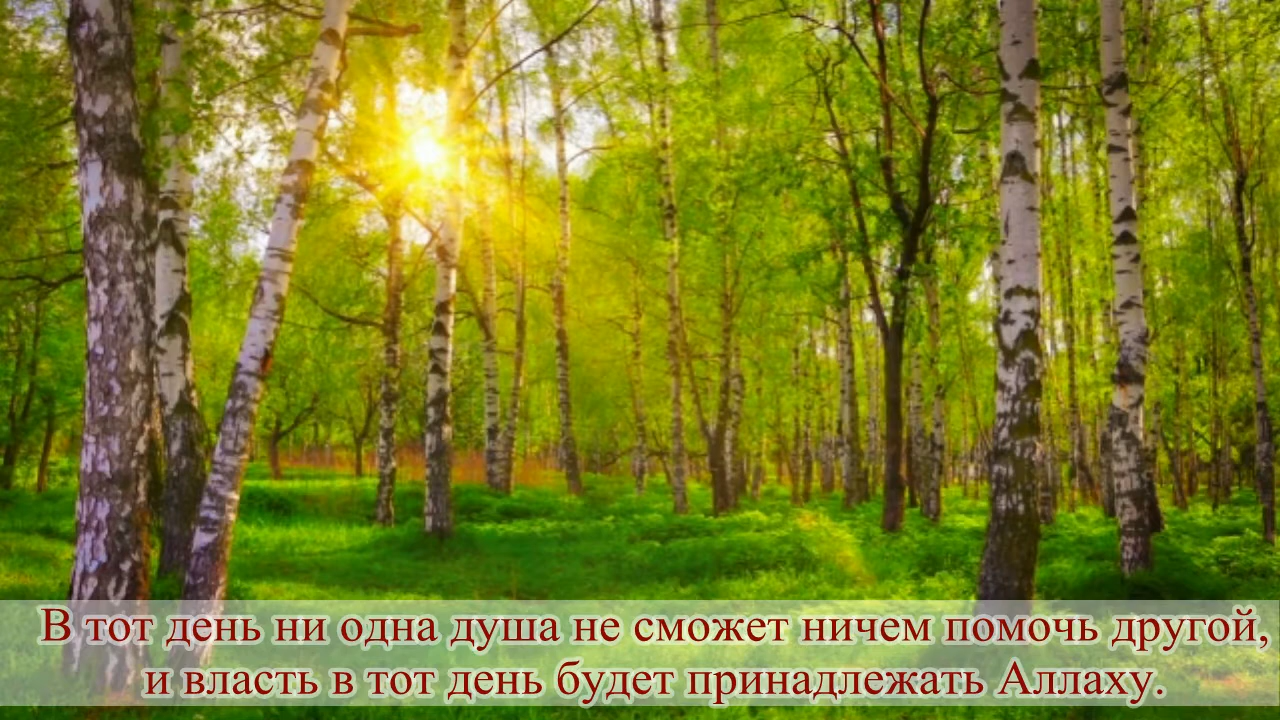 В тот день ни одна душа не сможет ничем помочь другой,
и власть в тот день будет принадлежать Аллаху.